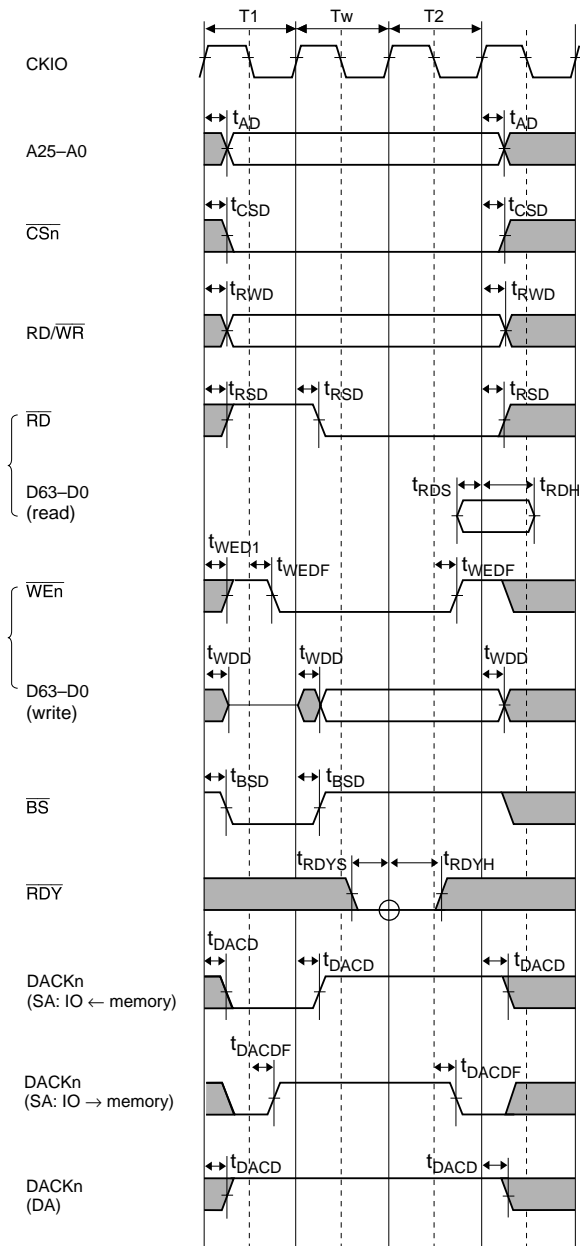 T1 Tw T2
CKIO
tAD tAD
A25–A0
tCSD tCSD
CSn
tRWD tRWD
RD/WR
tRSD tRSD tRSD
RD
tRDS tRDH
D63–D0
(read)
tWED1 tWEDF tWEDF
WEn
tWDD tWDD tWDD
D63–D0
(write)
tBSD tBSD
BS
tRDYS tRDYH
RDY
tDACD tDACD tDACD
DACKn
(SA: IO ← memory)
tDACDF tDACDF
DACKn
(SA: IO → memory)
tDACD tDACD
DACKn
(DA)